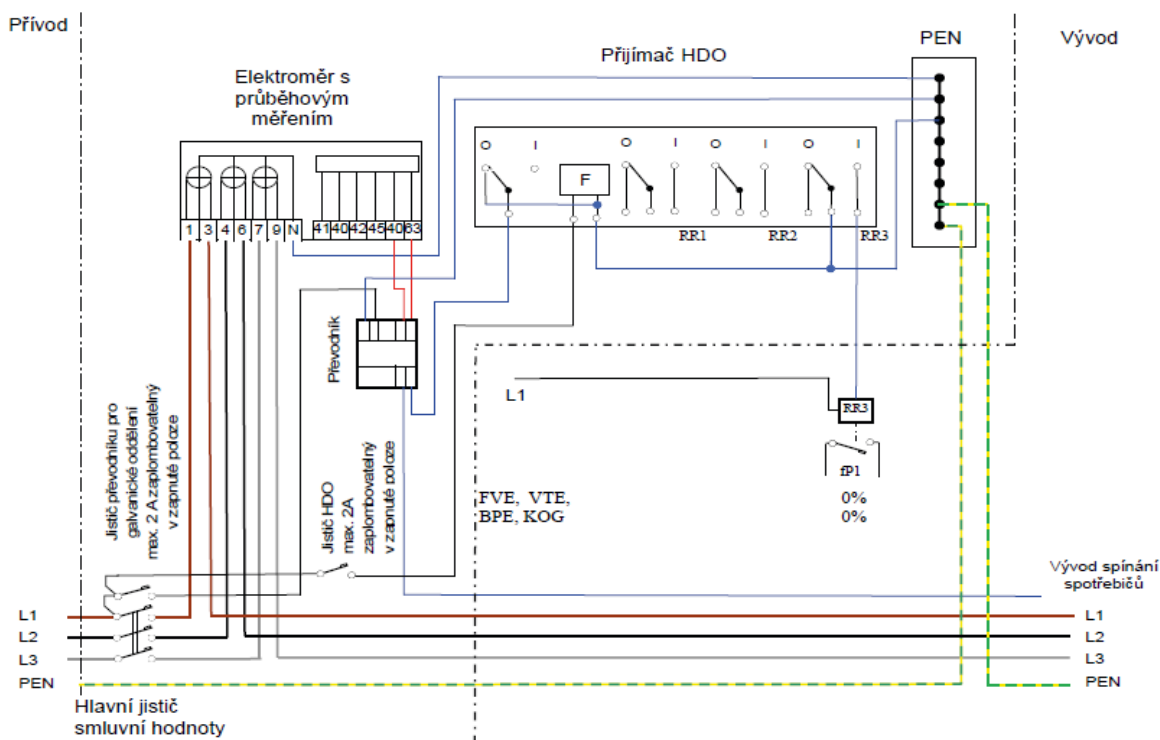 Přívod
PEN
Vývod
Přijímač HDO
Elektroměr s
průběhovým
měřením
O I O I O I O I
F
1 3 4 6 7 9 N 41 40 42 45 40 63
RR1 RR2 RR3
Převodník
L1
RR3
fP1
FVE, VTE, 0%
BPE, KOG 0%
Jistič převodníku pro
galvanické oddělení
max. 2 A zaplombovatelný
v zapnuté poloze
Jistič HDO
max. 2A
zaplombovatelný
v zapnuté poloze
Vývod spínání
spotřebičů
L1 L1
L2 L2
L3 L3
PEN PEN
Hlavní jistič
smluvní hodnoty